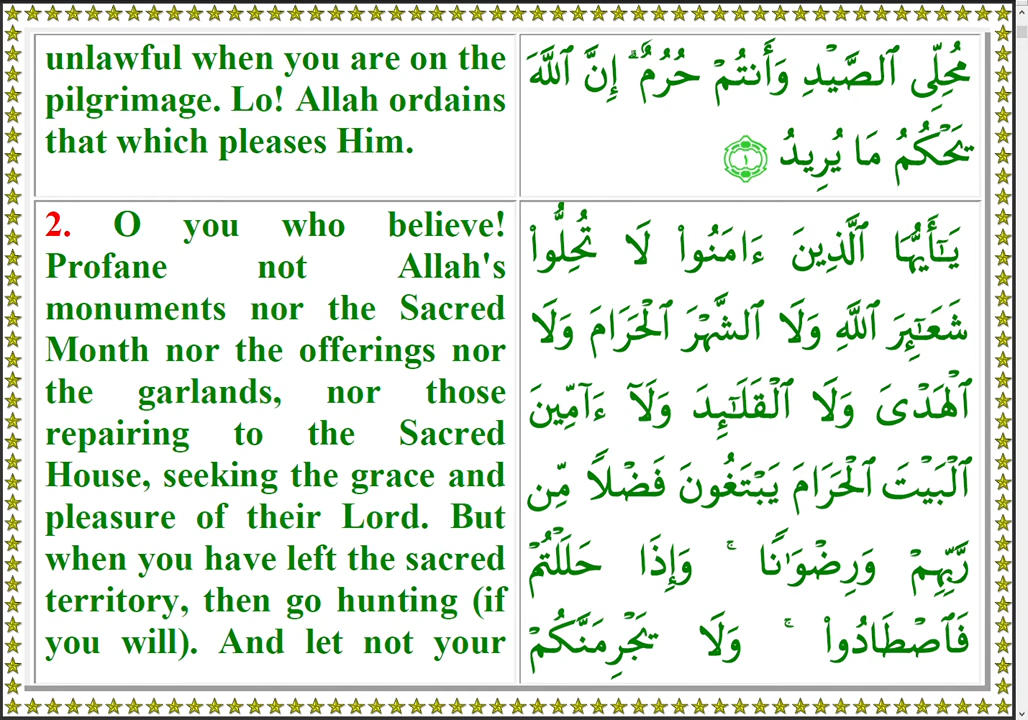 unlawful when you are on the
pilgrimage. Lo! Allah ordains
that which pleases Him.
مُحِلِّى ٱلصَّيْدِ وَأَنتُمْ حُرُمٌ ۗ إِنَّ ٱللَّهَ
يَحْكُمُ مَا يُرِيدُ ١
2. O you who believe!
Profane not Allah's
monuments nor the Sacred
Month nor the offerings nor
the garlands, nor those
repairing to the Sacred
House, seeking the grace and
pleasure of their Lord. But
when you have left the sacred
territory, then go hunting (if
you will). And let not your
يَـٰٓأَيُّهَا ٱلَّذِينَ ءَامَنُوا۟ لَا تُحِلُّوا۟
شَعَـٰٓئِرَ ٱللَّهِ وَلَا ٱلشَّهْرَ ٱلْحَرَامَ وَلَا
ٱلْهَدْىَ وَلَا ٱلْقَلَـٰٓئِدَ وَلَآ ءَآمِّينَ
ٱلْبَيْتَ ٱلْحَرَامَ يَبْتَغُونَ فَضْلًا مِّن
رَّبِّهِمْ وَرِضْوَٰنًا ۚ وَإِذَا حَلَلْتُمْ
فَٱصْطَادُوا۟ ۚ وَلَا يَجْرِمَنَّكُمْ